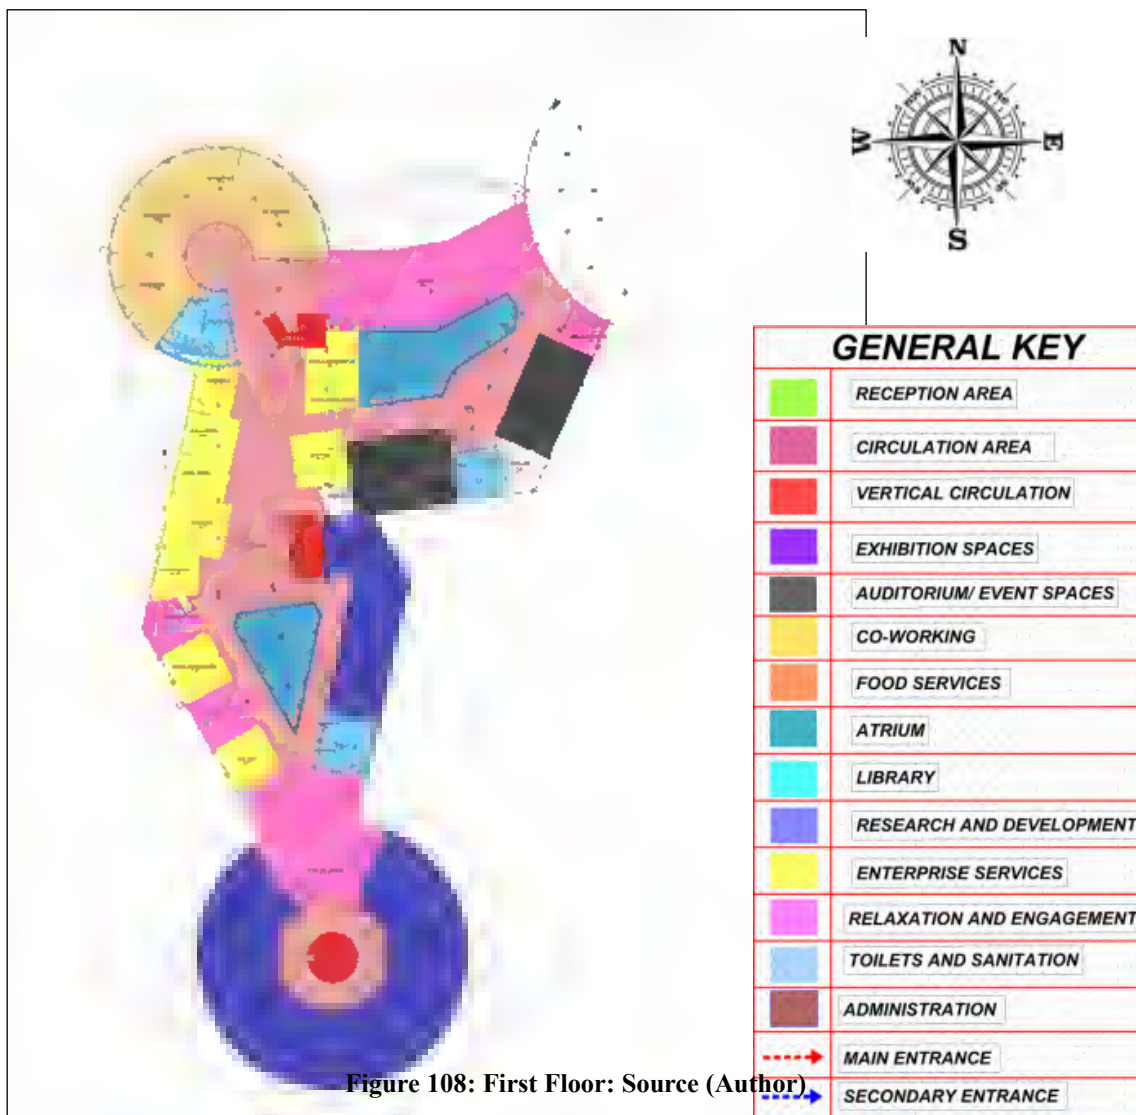 N
W
E
S
GENERAL KEY
RECEPTION AREA
CIRCULATION AREA
VERTICAL CIRCULATION
EXHIBITION SPACES
AUDITORIUM/ EVENT SPACES
CO-WORKING
FOOD SERVICES
ATRIUM
LIBRARY
RESEARCH AND DEVELOPMENT
ENTERPRISE SERVICES
RELAXATION AND ENGAGEMENT
TOILETS AND SANITATION
ADMINISTRATION
MAIN ENTRANCE
SECONDARY ENTRANCE
Figure 108: First Floor: Source (Author)